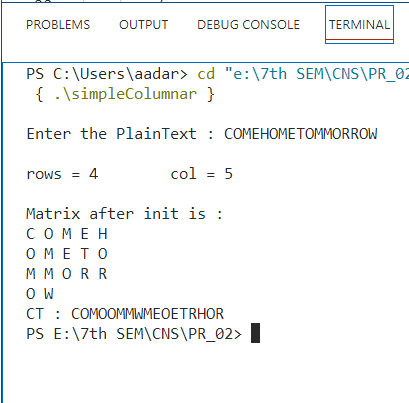 PROBLEMS OUTPUT DEBUG CONSOLE TERMINAL
PS C:\Users\aadar> cd "e:\7th SEM\CNS\PR_02
{ .\simpleColumnar }
Enter the PlainText : COMEHOMETOMMORROW
rows = 4 col = 5
Matrix after init is :
C O M E H
O M E T O
M M O R R
O W
CT : COMOOMMWMEOETRHOR
PS E:\7th SEM\CNS\PR_02>